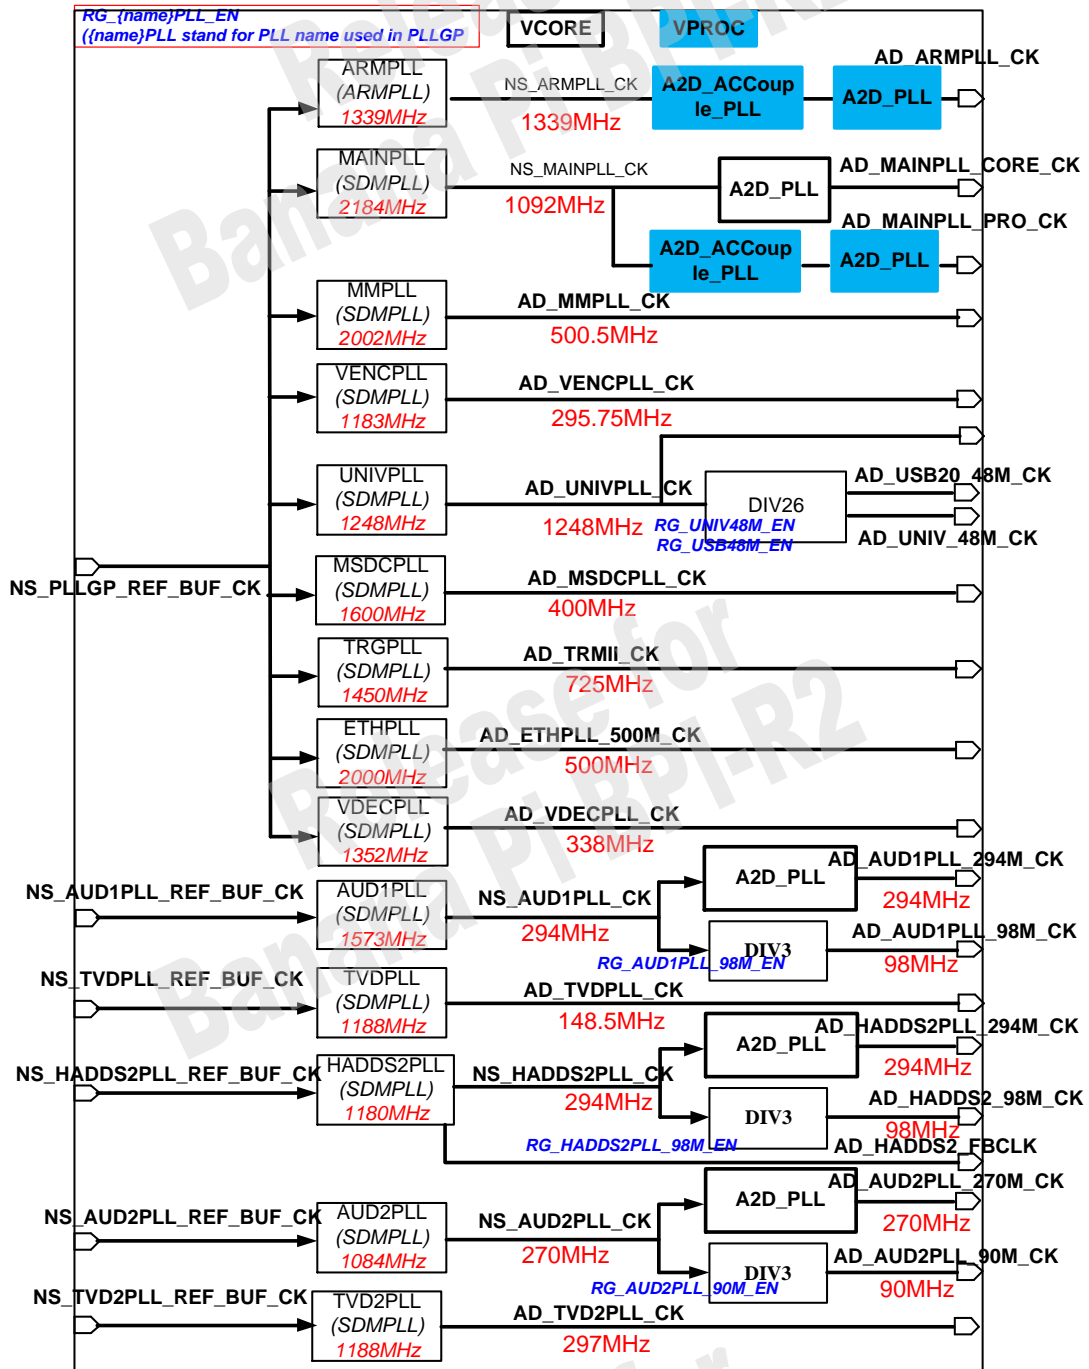 RG_{name}PLL_EN
({name}PLL stand for PLL name used in PLLGP
VCORE
VPROC
AD_ARMPLL_CK
ARMPLL
(ARMPLL)
1339MHz
NS_ARMPLL_CK
1339MHz
A2D_ACCoup
le_PLL
A2D_PLL
MAINPLL
(SDMPLL)
2184MHz
NS_MAINPLL_CK
1092MHz
A2D_PLL
AD_MAINPLL_CORE_CK
AD_MAINPLL_PRO_CK
A2D_ACCoup
le_PLL
A2D_PLL
MMPLL
(SDMPLL)
2002MHz
AD_MMPLL_CK
500.5MHz
VENCPLL
(SDMPLL)
1183MHz
AD_VENCPLL_CK
295.75MHz
UNIVPLL
(SDMPLL)
1248MHz
AD_UNIVPLL_CK
1248MHz
RG_UNIV48M_EN
RG_USB48M_EN
DIV26
AD_USB20_48M_CK
AD_UNIV_48M_CK
NS_PLLGP_REF_BUF_CK
MSDCPLL
(SDMPLL)
1600MHz
AD_MSDCPLL_CK
400MHz
TRGPLL
(SDMPLL)
1450MHz
AD_TRMII_CK
725MHz
ETHPLL
(SDMPLL)
2000MHz
AD_ETHPLL_500M_CK
500MHz
VDECPLL
(SDMPLL)
1352MHz
AD_VDECPLL_CK
338MHz
NS_AUD1PLL_REF_BUF_CK
AUD1PLL
(SDMPLL)
1573MHz
NS_AUD1PLL_CK
294MHz
A2D_PLL
AD_AUD1PLL_294M_CK
294MHz
RG_AUD1PLL_98M_EN
DIV3
AD_AUD1PLL_98M_CK
98MHz
NS_TVDPLL_REF_BUF_CK
TVDPLL
(SDMPLL)
1188MHz
AD_TVDPLL_CK
148.5MHz
NS_HADDS2PLL_REF_BUF_CK
HADDS2PLL
(SDMPLL)
1180MHz
NS_HADDS2PLL_CK
294MHz
A2D_PLL
AD_HADDS2PLL_294M_CK
294MHz
DIV3
AD_HADDS2_98M_CK
98MHz
RG_HADDS2PLL_98M_EN
AD_HADDS2_FBCLK
NS_AUD2PLL_REF_BUF_CK
AUD2PLL
(SDMPLL)
1084MHz
NS_AUD2PLL_CK
270MHz
A2D_PLL
AD_AUD2PLL_270M_CK
270MHz
RG_AUD2PLL_90M_EN
DIV3
AD_AUD2PLL_90M_CK
90MHz
NS_TVD2PLL_REF_BUF_CK
TVD2PLL
(SDMPLL)
1188MHz
AD_TVD2PLL_CK
297MHz
Release for
Banana Pi BPI-R2